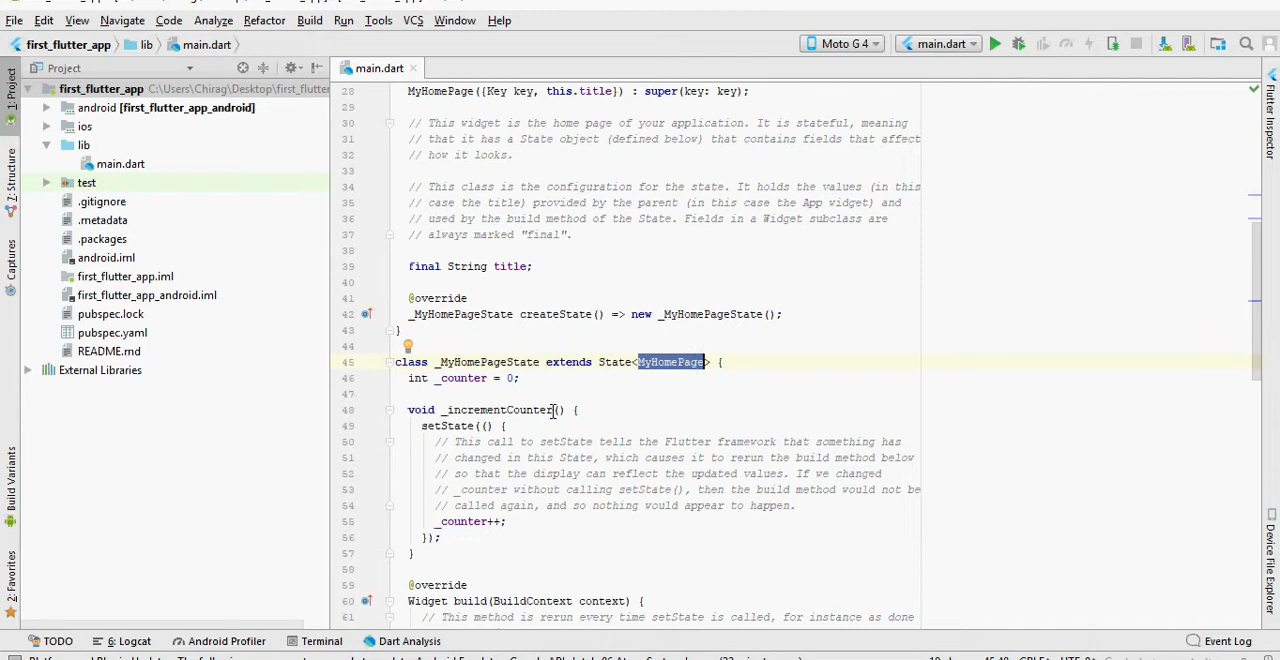 File Edit View Navigate Code Analyze Refactor Build Run Tools VCS Window Help
first_flutter_app lib main.dart Moto G 4 main.dart
Project main.dart
1: Project
Z: Structure
Captures
Build Variants
2: Favorites
first_flutter_app C:\Users\Chirag\Desktop\first_flutter
android [first_flutter_app_android]
ios
lib
main.dart
test
.gitignore
.metadata
.packages
android.iml
first_flutter_app.iml
first_flutter_app_android.iml
pubspec.lock
pubspec.yaml
README.md
External Libraries
28 MyHomePage({Key key, this.title}) : super(key: key);
29
30 // This widget is the home page of your application. It is stateful, meaning
31 // that it has a State object (defined below) that contains fields that affect
32 // how it looks.
33
34 // This class is the configuration for the state. It holds the values (in this
35 // case the title) provided by the parent (in this case the App widget) and
36 // used by the build method of the State. Fields in a Widget subclass are
37 // always marked "final".
38
39 final String title;
40
41 @override
42 _MyHomePageState createState() => new _MyHomePageState();
43 }
44
45 class _MyHomePageState extends State<MyHomePage> {
46 int _counter = 0;
47
48 void _incrementCounter() {
49 setState(() {
50 // This call to setState tells the Flutter framework that something has
51 // changed in this State, which causes it to rerun the build method below
52 // so that the display can reflect the updated values. If we changed
53 // _counter without calling setState(), then the build method would not be
54 // called again, and so nothing would appear to happen.
55 _counter++;
56 });
57 }
58
59 @override
60 Widget build(BuildContext context) {
61 // This method is rerun every time setState is called, for instance as done
Flutter Inspector
Device File Explorer
TODO 6: Logcat Android Profiler Terminal Dart Analysis Event Log